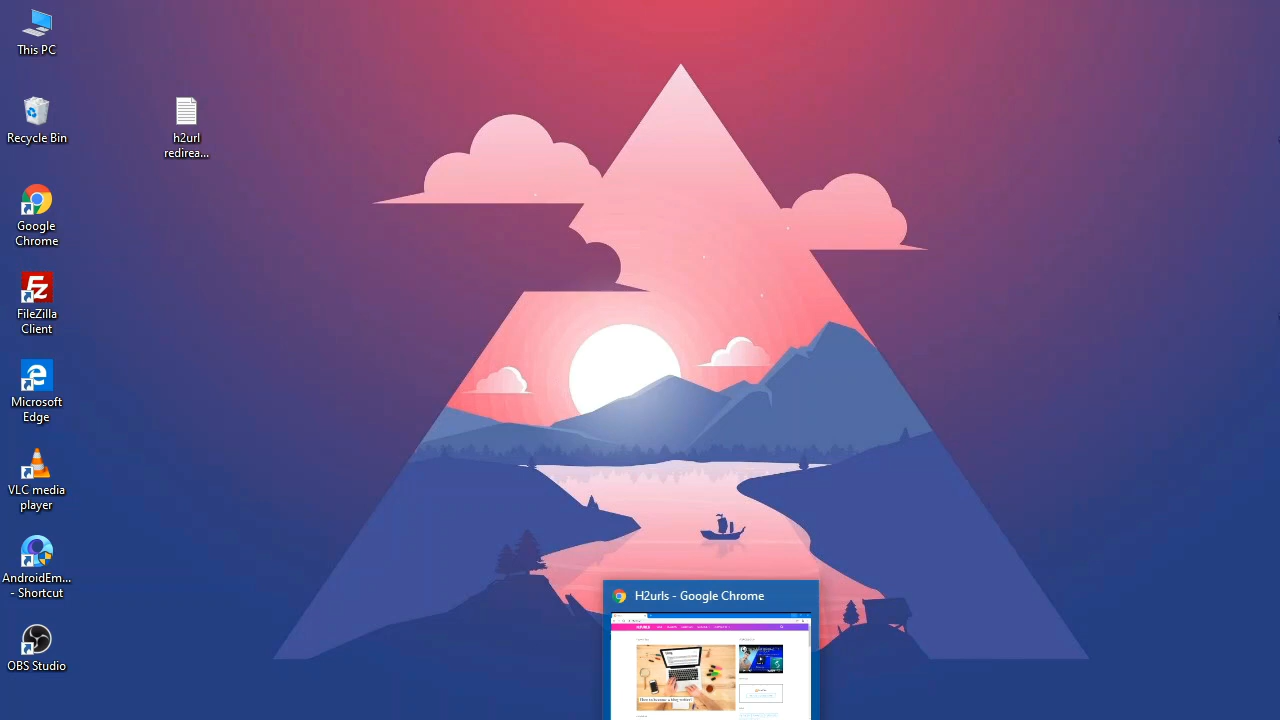 This PC
Recycle Bin
h2url
redirea...
Google
Chrome
FileZilla
Client
Microsoft
Edge
VLC media
player
AndroidEm...
- Shortcut
OBS Studio
H2urls - Google Chrome